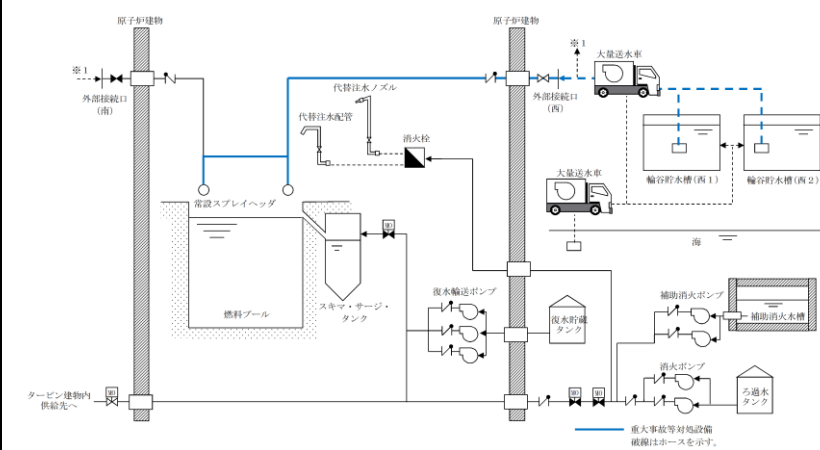 原子炉建物
原子炉建物
※1
※1
大量送水車
代替注水ノズル
外部接続口
(南)
外部接続口
(西)
代替注水配管
消火栓
大量送水車
輪谷貯水槽(西1)
輪谷貯水槽(西2)
常設スプレイヘッダ
海
MO
復水輸送ポンプ
補助消火ポンプ
スキマ・サージ・
タンク
燃料プール
復水貯蔵
タンク
補助消火水槽
消火ポンプ
タービン建物内
供給先へ
MO
MO
MO
ろ過水
タンク
重大事故等対処設備
破線はホースを示す。